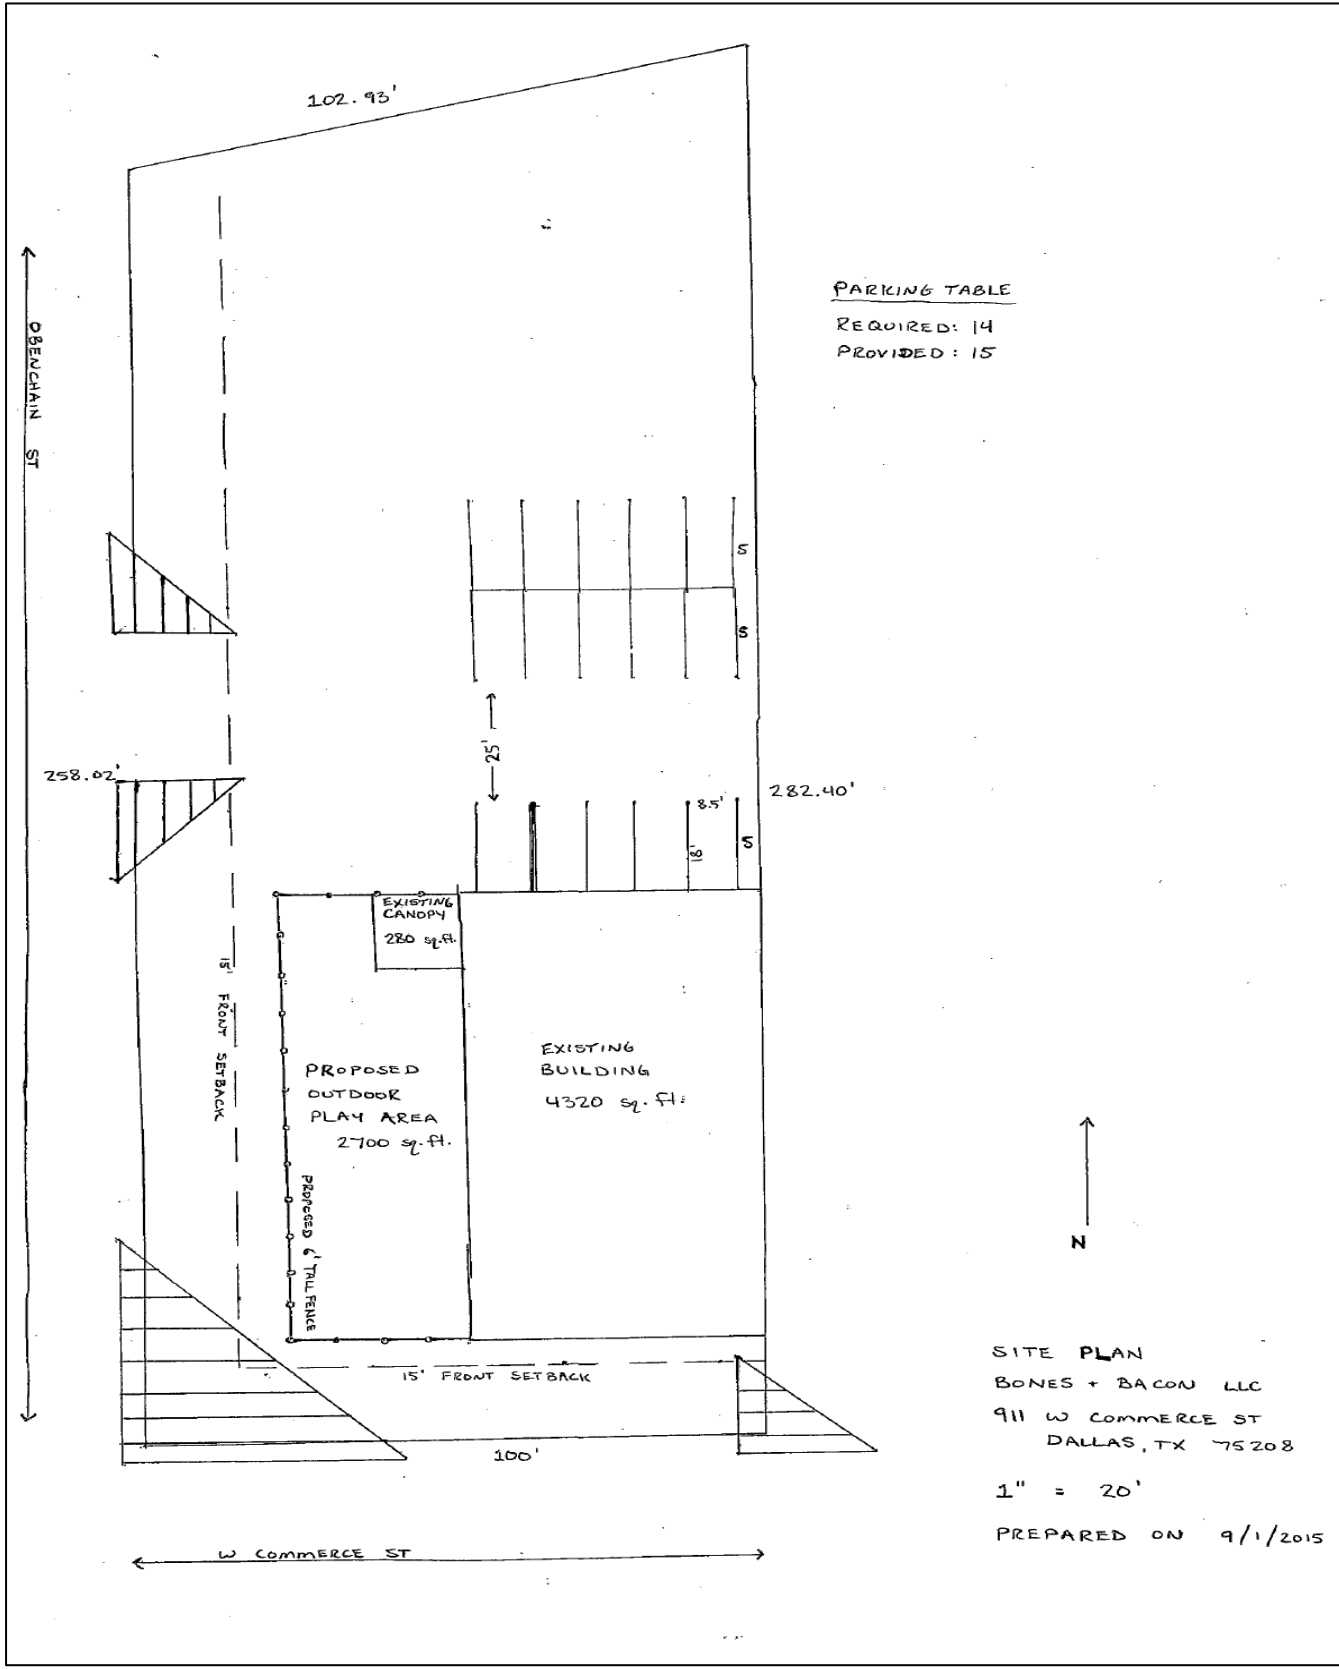 102.93'
PARKING TABLE
REQUIRED: 14
PROVIDED: 15
OBENCHAIN ST
S
S
25'
258.02'
8.5'
18'
S
282.40'
EXISTING
CANOPY
280 sq.ft.
15' FRONT SETBACK
EXISTING
BUILDING
4320 sq.ft.
PROPOSED
OUTDOOR
PLAY AREA
2700 sq.ft.
PROPOSED 6' TALL FENCE
N
15' FRONT SETBACK
100'
SITE PLAN
BONES + BACON LLC
911 W COMMERCE ST
DALLAS, TX 75208
1" = 20'
PREPARED ON 9/1/2015
W COMMERCE ST